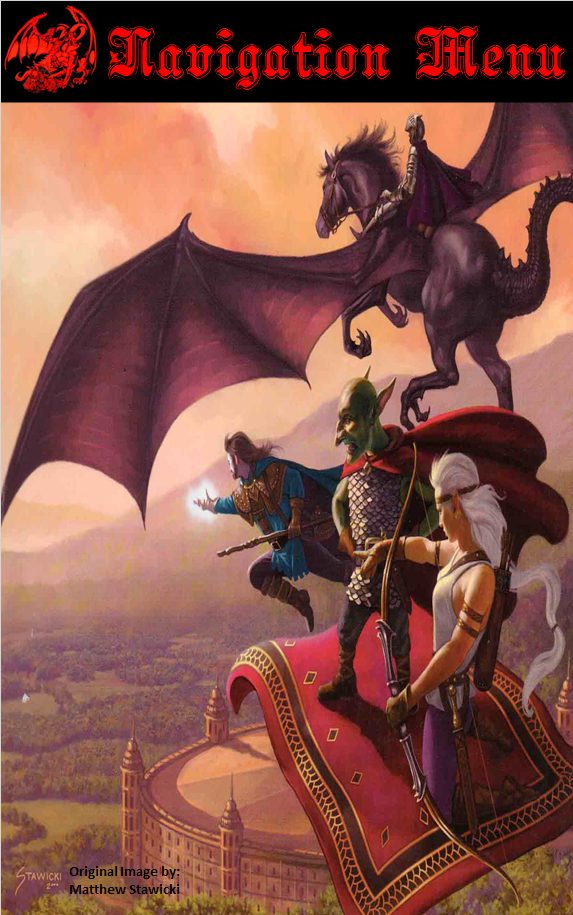 Navigation Menu
STAWICKI
Original Image by:
Matthew Stawicki